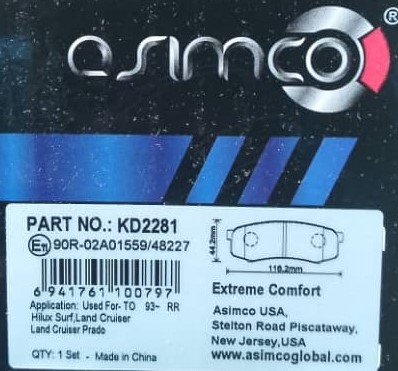 asimco®
PART NO.: KD2281
E11 90R-02A01559/48227
6 941761 100797
Application: Used For- TO 93~ RR
Hilux Surf,Land Cruiser
Land Cruiser Prado
QTY: 1 Set - Made in China
44.2mm
116.2mm
Extreme Comfort
Asimco USA,
Stelton Road Piscataway,
New Jersey,USA
www.asimcoglobal.com